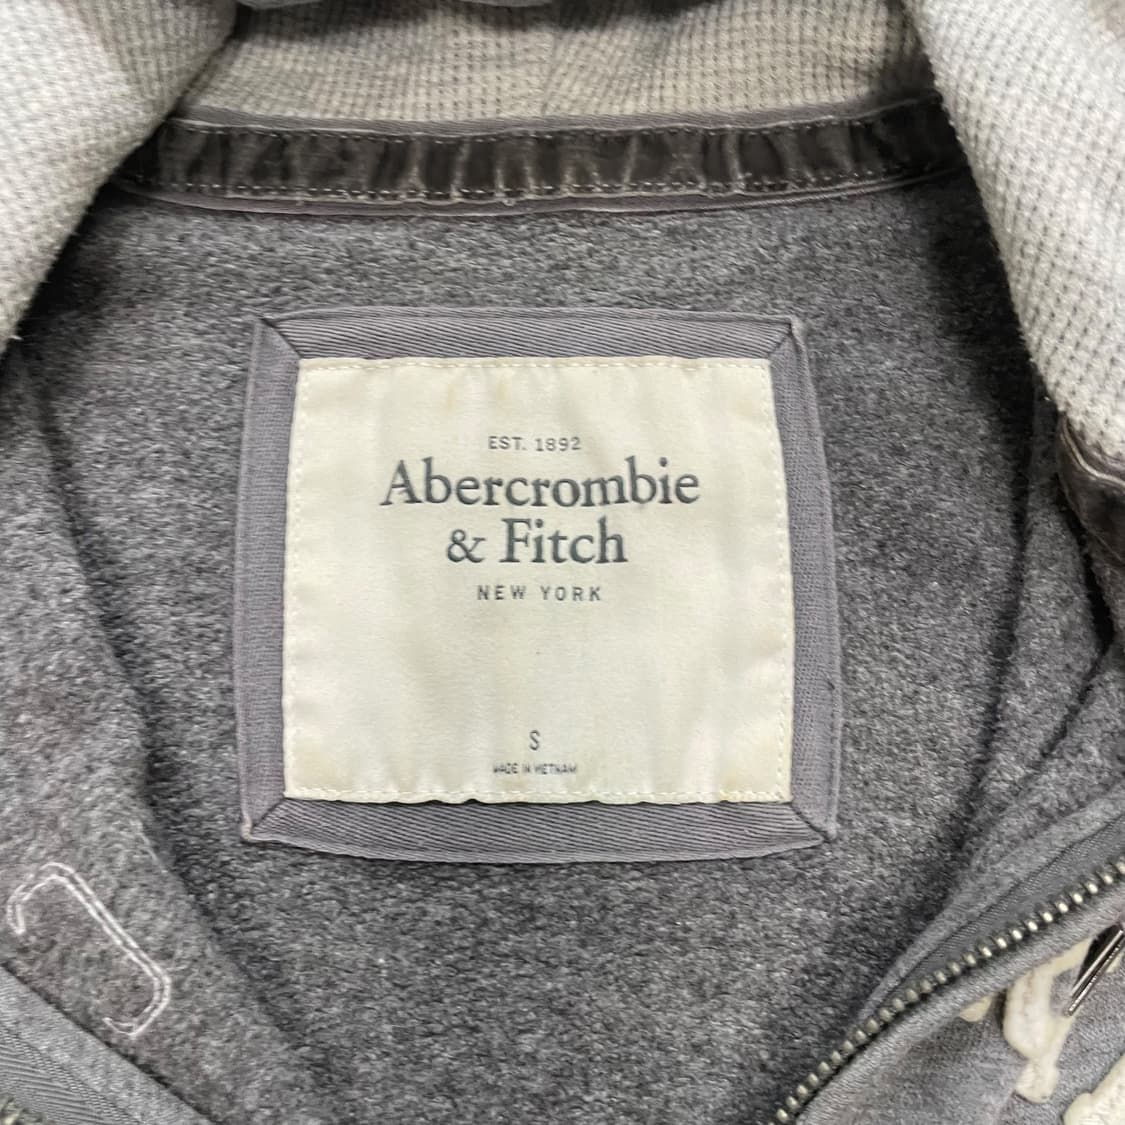 EST. 1892
Abercrombie
& Fitch
NEW YORK
S
MADE IN VIETNAM